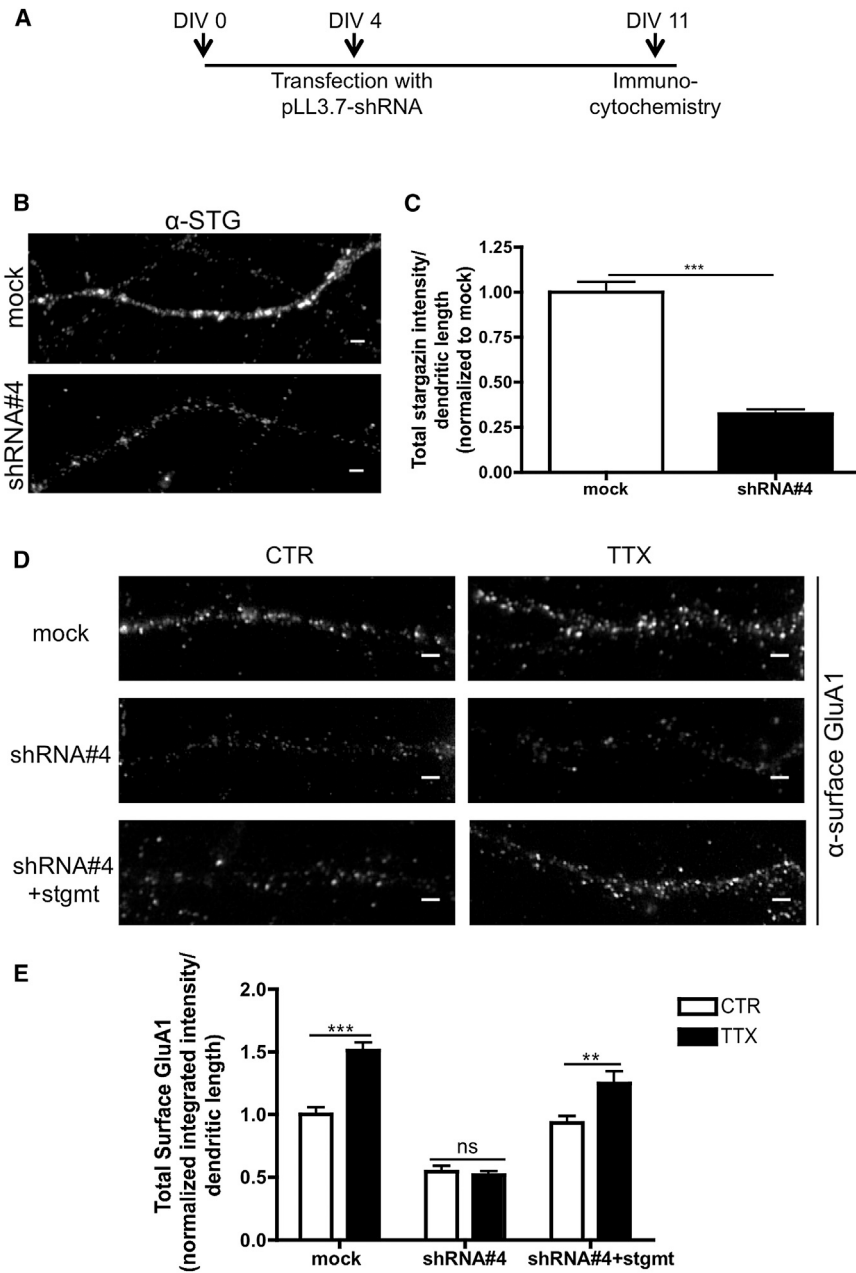 A
DIV 0
DIV 4
DIV 11
Transfection with
pLL3.7-shRNA
Immuno-
cytochemistry
B
α-STG
mock
shRNA#4
C
Total stargazin intensity/
dendritic length
(normalized to mock)
1.25
1.00
0.75
0.50
0.25
0.00
***
mock
shRNA#4
D
CTR
TTX
mock
shRNA#4
shRNA#4
+stgmt
α-surface GluA1
E
Total Surface GluA1
(normalized integrated intensity/
dendritic length)
2.0
1.5
1.0
0.5
0.0
***
ns
**
mock
shRNA#4
shRNA#4+stgmt
CTR
TTX